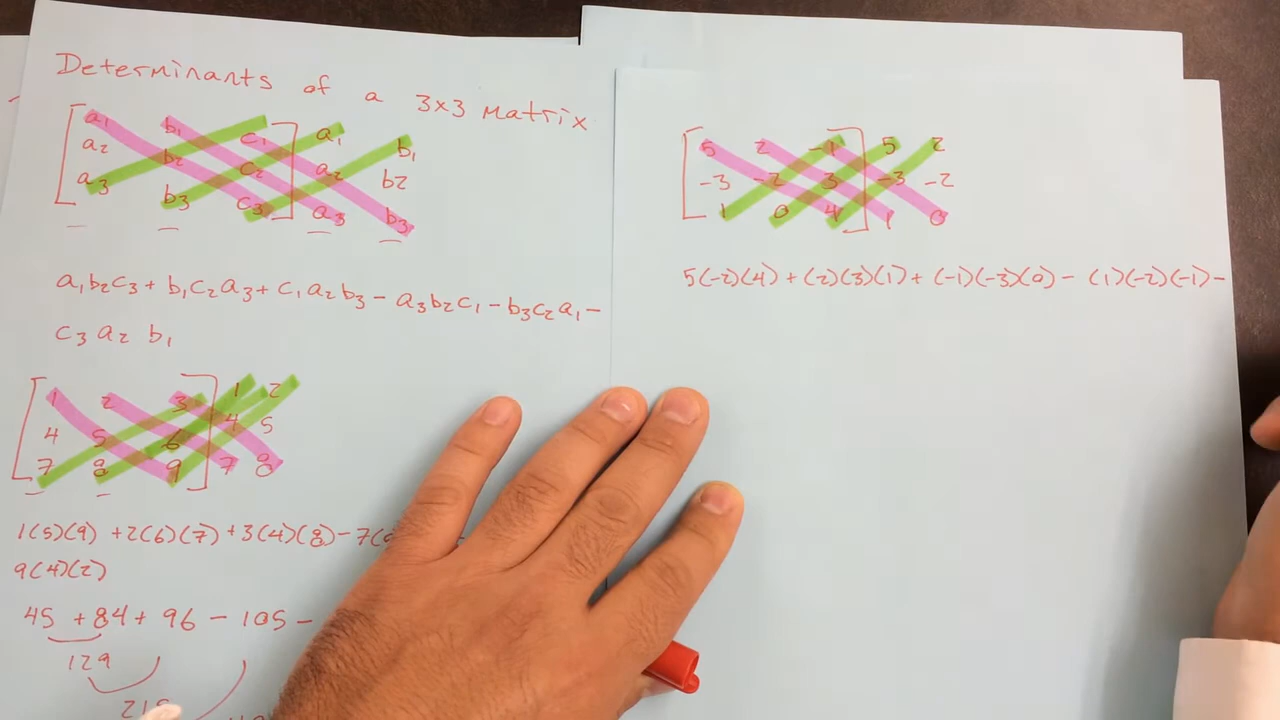 Determinants of a 3x3 Matrix
a1 b1 c1 a1 b1
a2 b2 c2 a2 b2
a3 b3 c3 a3 b3
a1b2c3 + b1c2a3 + c1a2b3 - a3b2c1 - b3c2a1 -
c3 a2 b1
1 2 3 1 2
4 5 6 4 5
7 8 9 7 8
1(5)(9) + 2(6)(7) + 3(4)(8) - 7(
9(4)(2)
45 + 84 + 96 - 105 -
129
5 2 -1 5 2
-3 -2 3 -3 -2
1 0 4 1 0
5(-2)(4) + (2)(3)(1) + (-1)(-3)(0) - (1)(-2)(-1) -